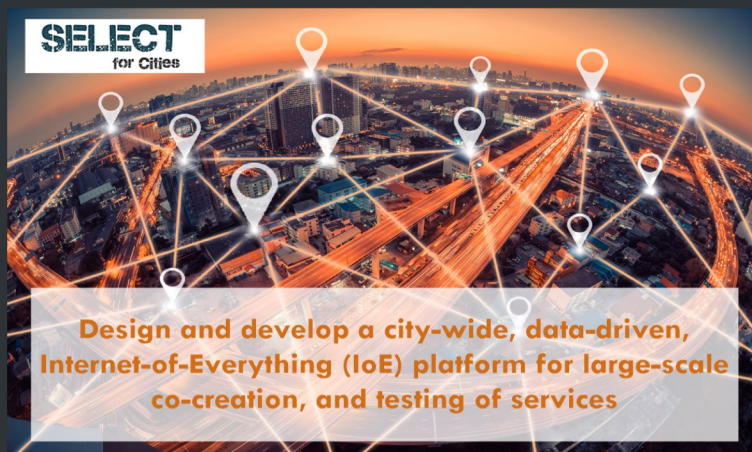 SELECT
for Cities
Design and develop a city-wide, data-driven,
Internet-of-Everything (IoE) platform for large-scale
co-creation, and testing of services